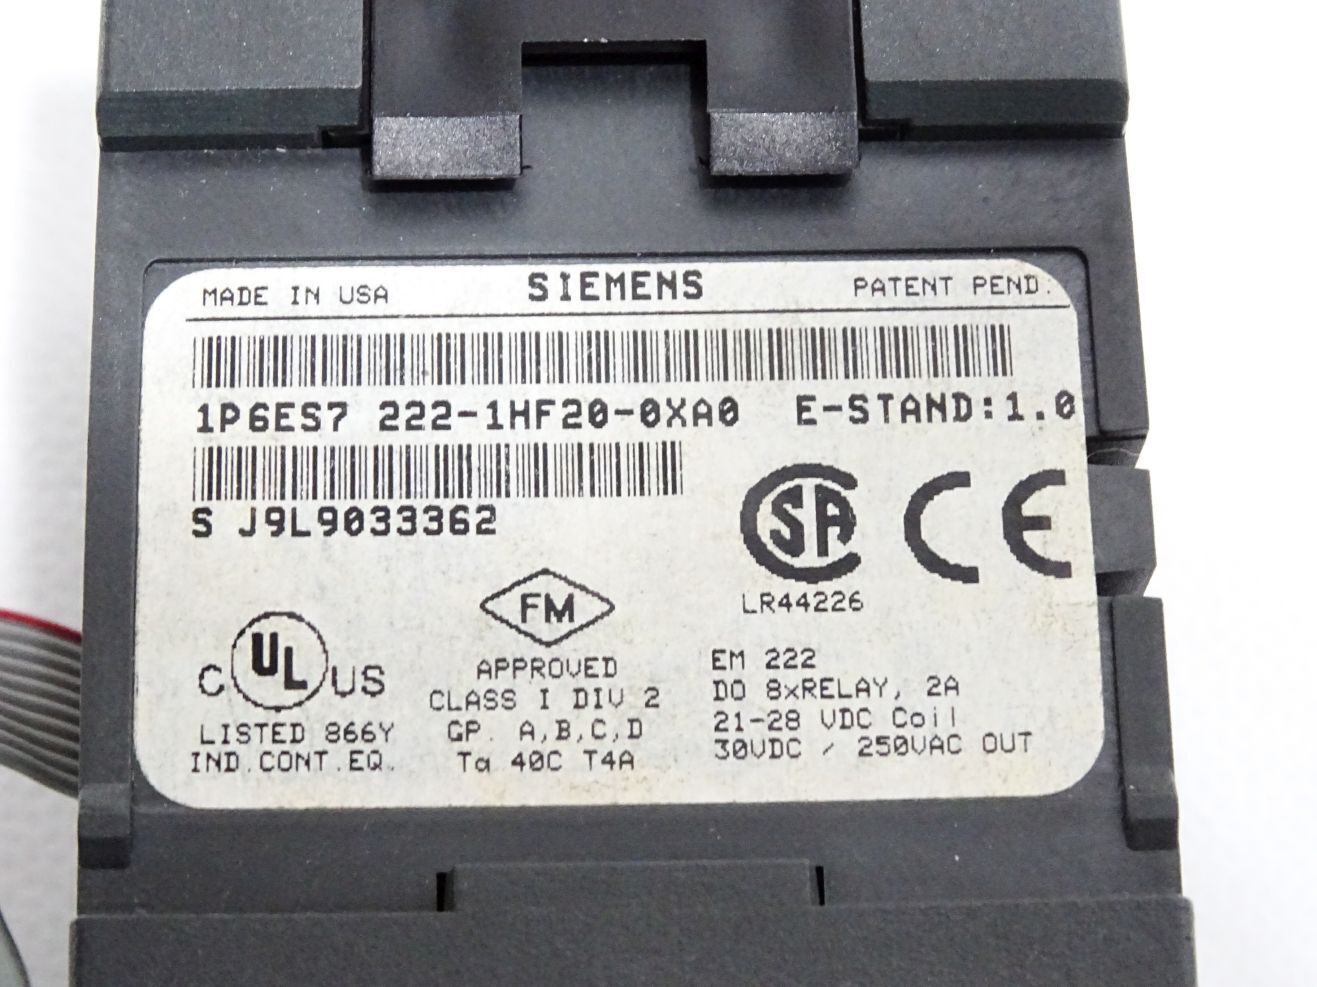 MADE IN USA SIEMENS PATENT PEND.
1P6ES7 222-1HF20-0XA0 E-STAND:1.0
S J9L9033362
SA CE
LR44226
FM
C UL US
APPROVED
CLASS I DIV 2
GP. A,B,C,D
Ta 40C T4A
LISTED 866Y
IND.CONT.EQ.
EM 222
DO 8xRELAY, 2A
21-28 VDC Coil
30VDC / 250VAC OUT